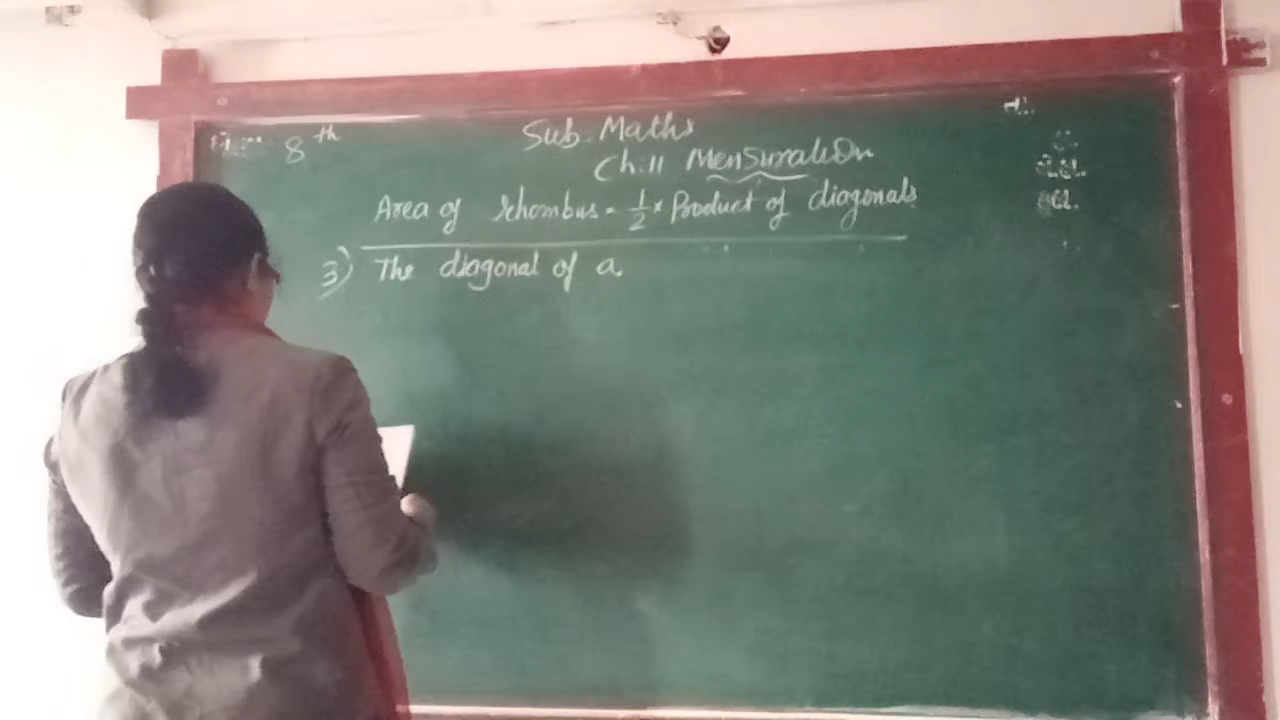 8th
Sub. Maths
Ch.11 Mensuration
Area of rhombus = 1/2 × Product of diagonals
3) The diagonal of a